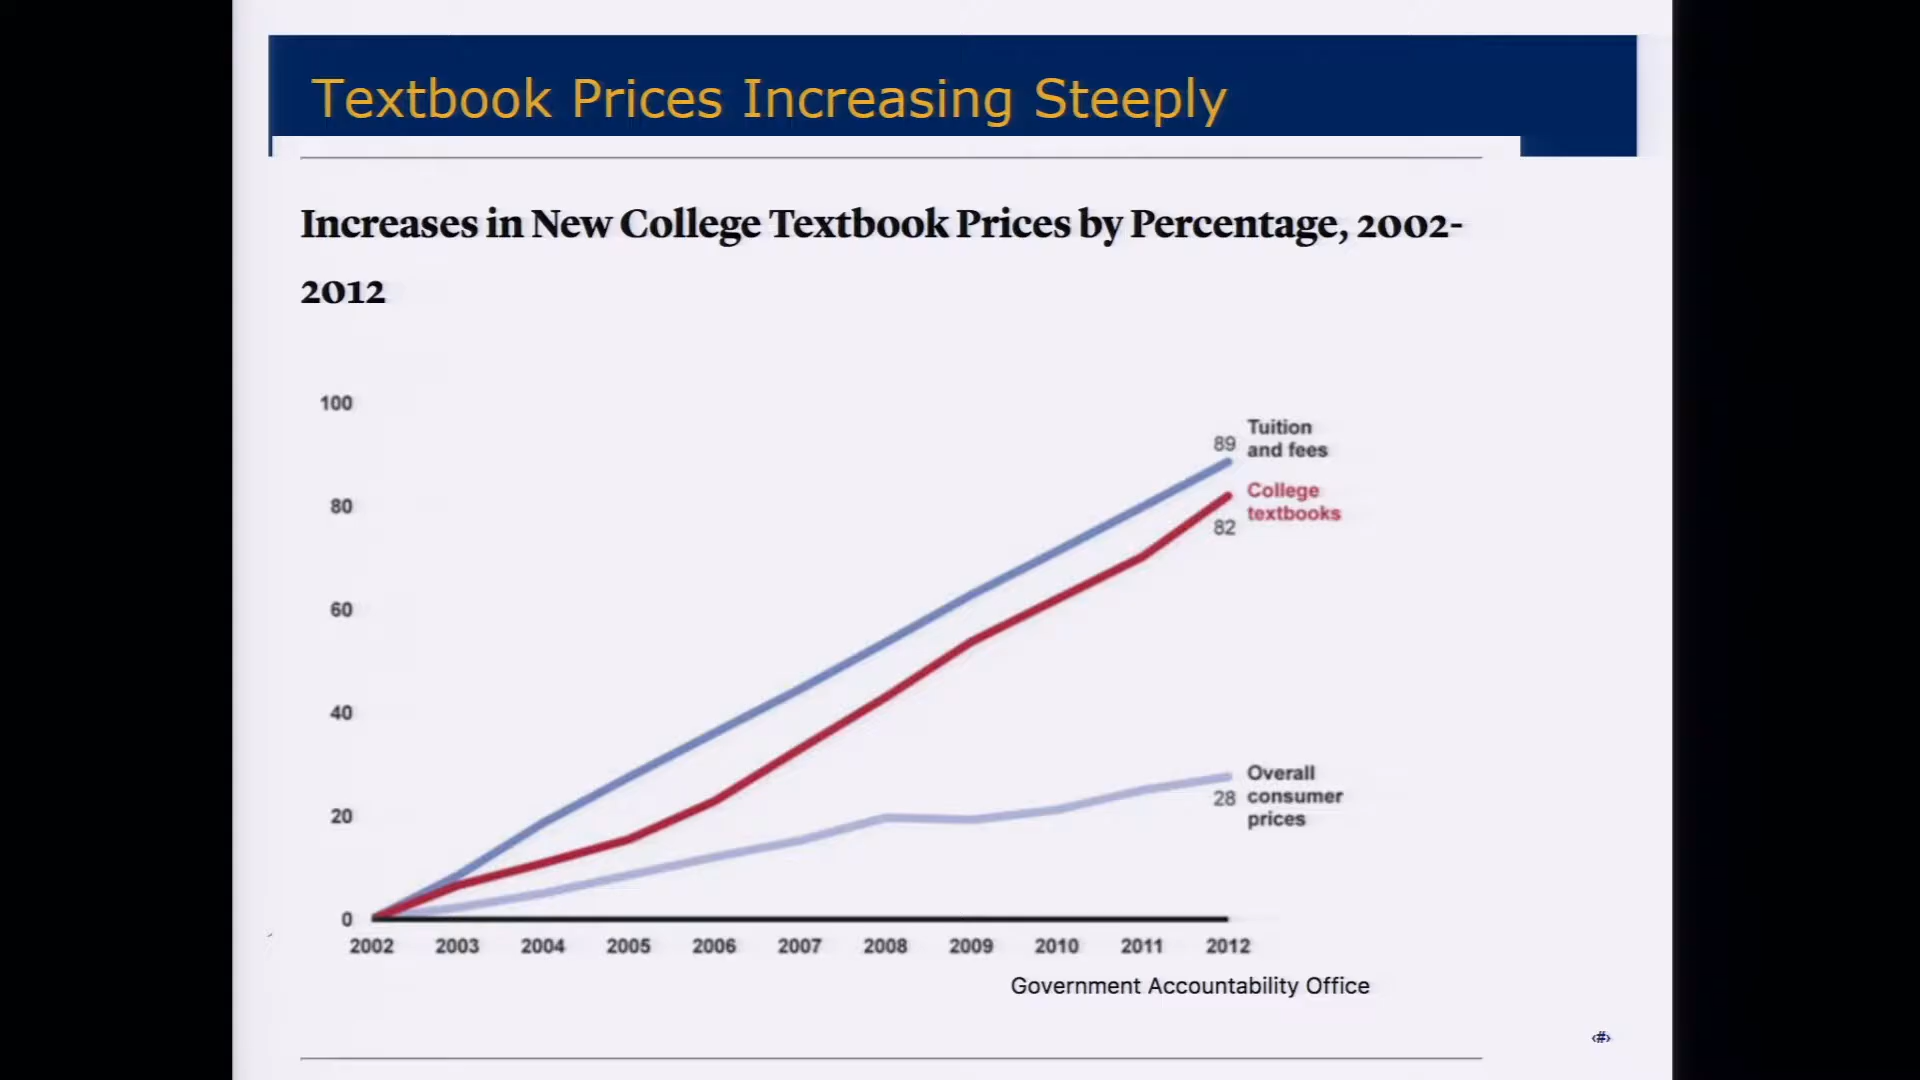 Textbook Prices Increasing Steeply
Increases in New College Textbook Prices by Percentage, 2002-
2012
100
80
60
40
20
0
89
Tuition
and fees
College
textbooks
82
Overall
consumer
prices
28
2002 2003 2004 2005 2006 2007 2008 2009 2010 2011 2012
Government Accountability Office
‹#›